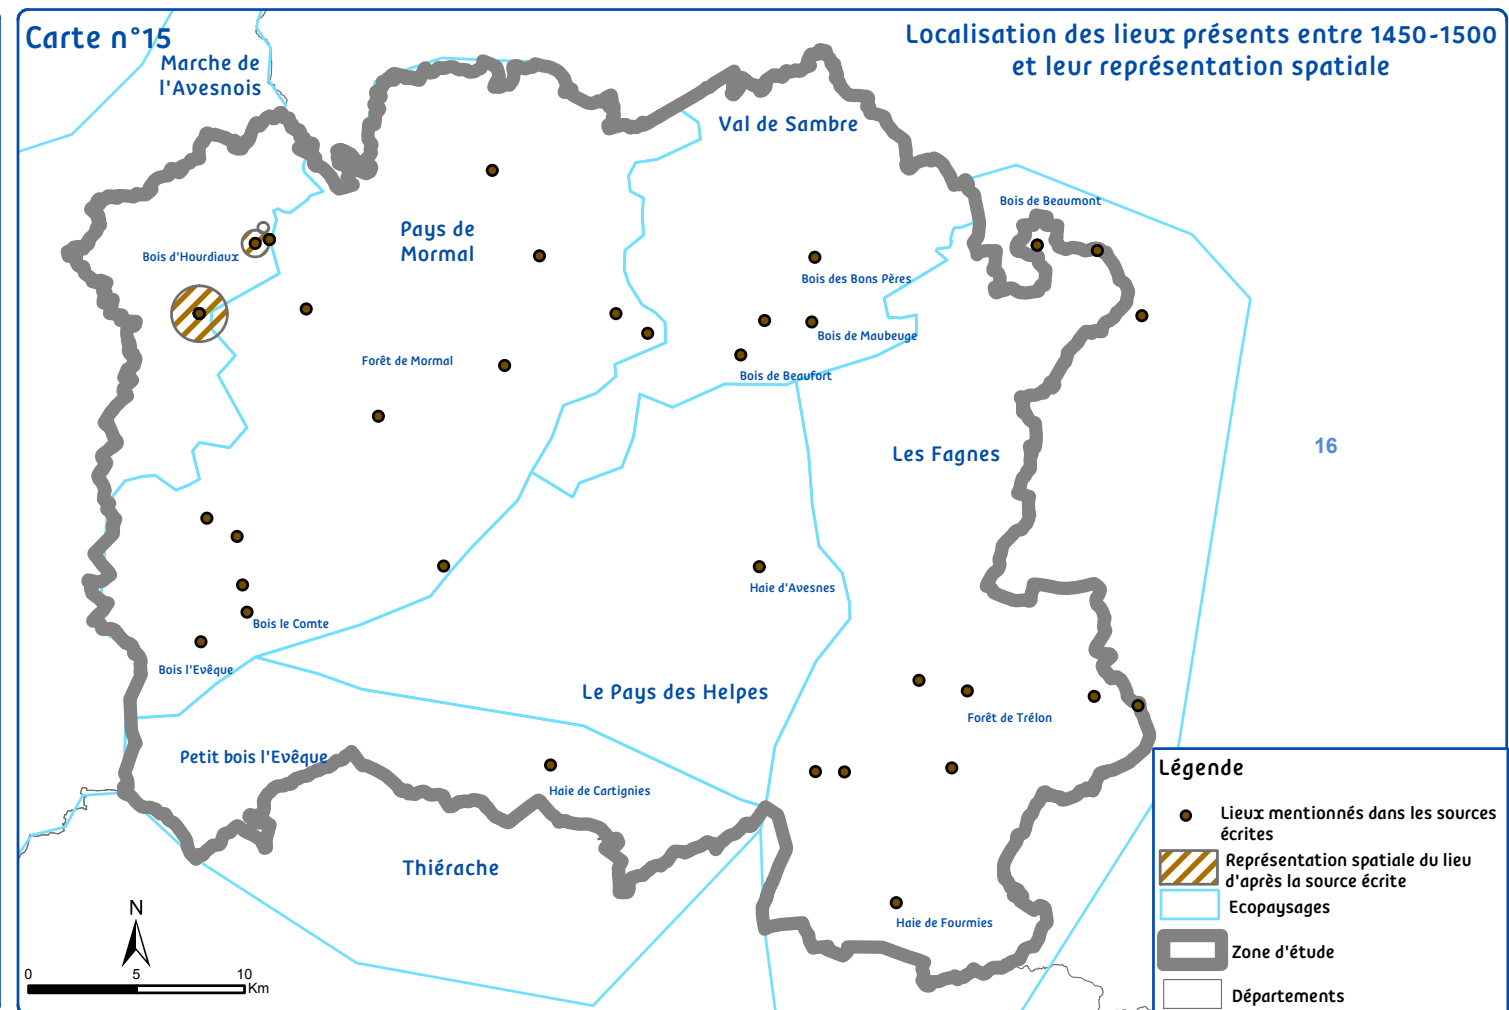 Carte n°15
Localisation des lieux présents entre 1450-1500
et leur représentation spatiale
Marche de
l'Avesnois
Val de Sambre
Bois de Beaumont
Pays de
Mormal
Bois d'Hourdiaux
Bois des Bons Pères
Bois de Maubeuge
Forêt de Mormal
Bois de Beaufort
Les Fagnes
16
Haie d'Avesnes
Bois le Comte
Bois l'Evêque
Le Pays des Helpes
Forêt de Trélon
Petit bois l'Evêque
Haie de Cartignies
Thiérache
Haie de Fourmies
N
0 5 10
Km
Légende
Lieux mentionnés dans les sources
écrites
Représentation spatiale du lieu
d'après la source écrite
Ecopaysages
Zone d'étude
Départements